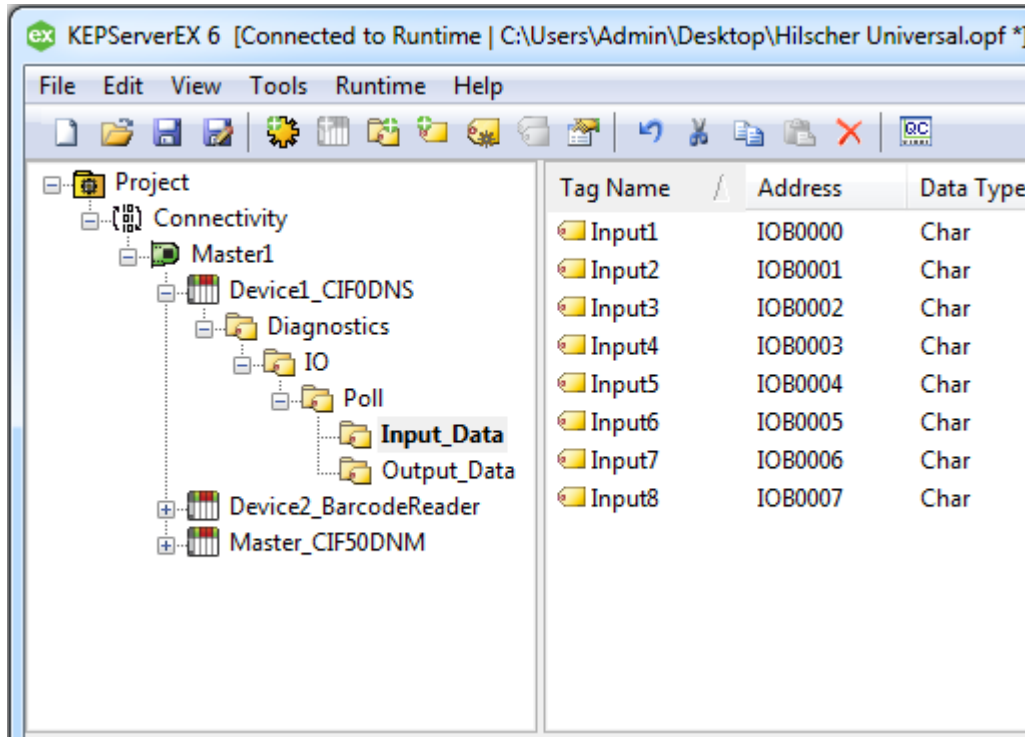 ex KEPServerEX 6 [Connected to Runtime | C:\Users\Admin\Desktop\Hilscher Universal.opf *]
File Edit View Tools Runtime Help
QC
Project
Connectivity
Master1
Device1_CIF0DNS
Diagnostics
IO
Poll
Input_Data
Output_Data
Device2_BarcodeReader
Master_CIF50DNM
Tag Name Address Data Type
Input1 IOB0000 Char
Input2 IOB0001 Char
Input3 IOB0002 Char
Input4 IOB0003 Char
Input5 IOB0004 Char
Input6 IOB0005 Char
Input7 IOB0006 Char
Input8 IOB0007 Char